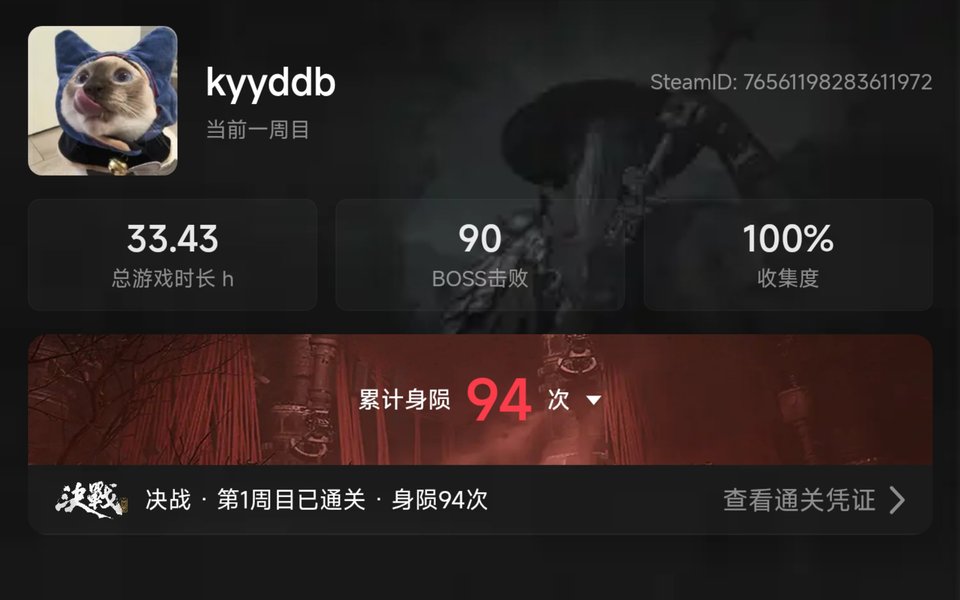 kyyddb
SteamID: 76561198283611972
当前一周目
33.43
总游戏时长 h
90
BOSS击败
100%
收集度
累计身陨 94 次
决戰 决战 · 第1周目已通关 · 身陨94次
查看通关凭证